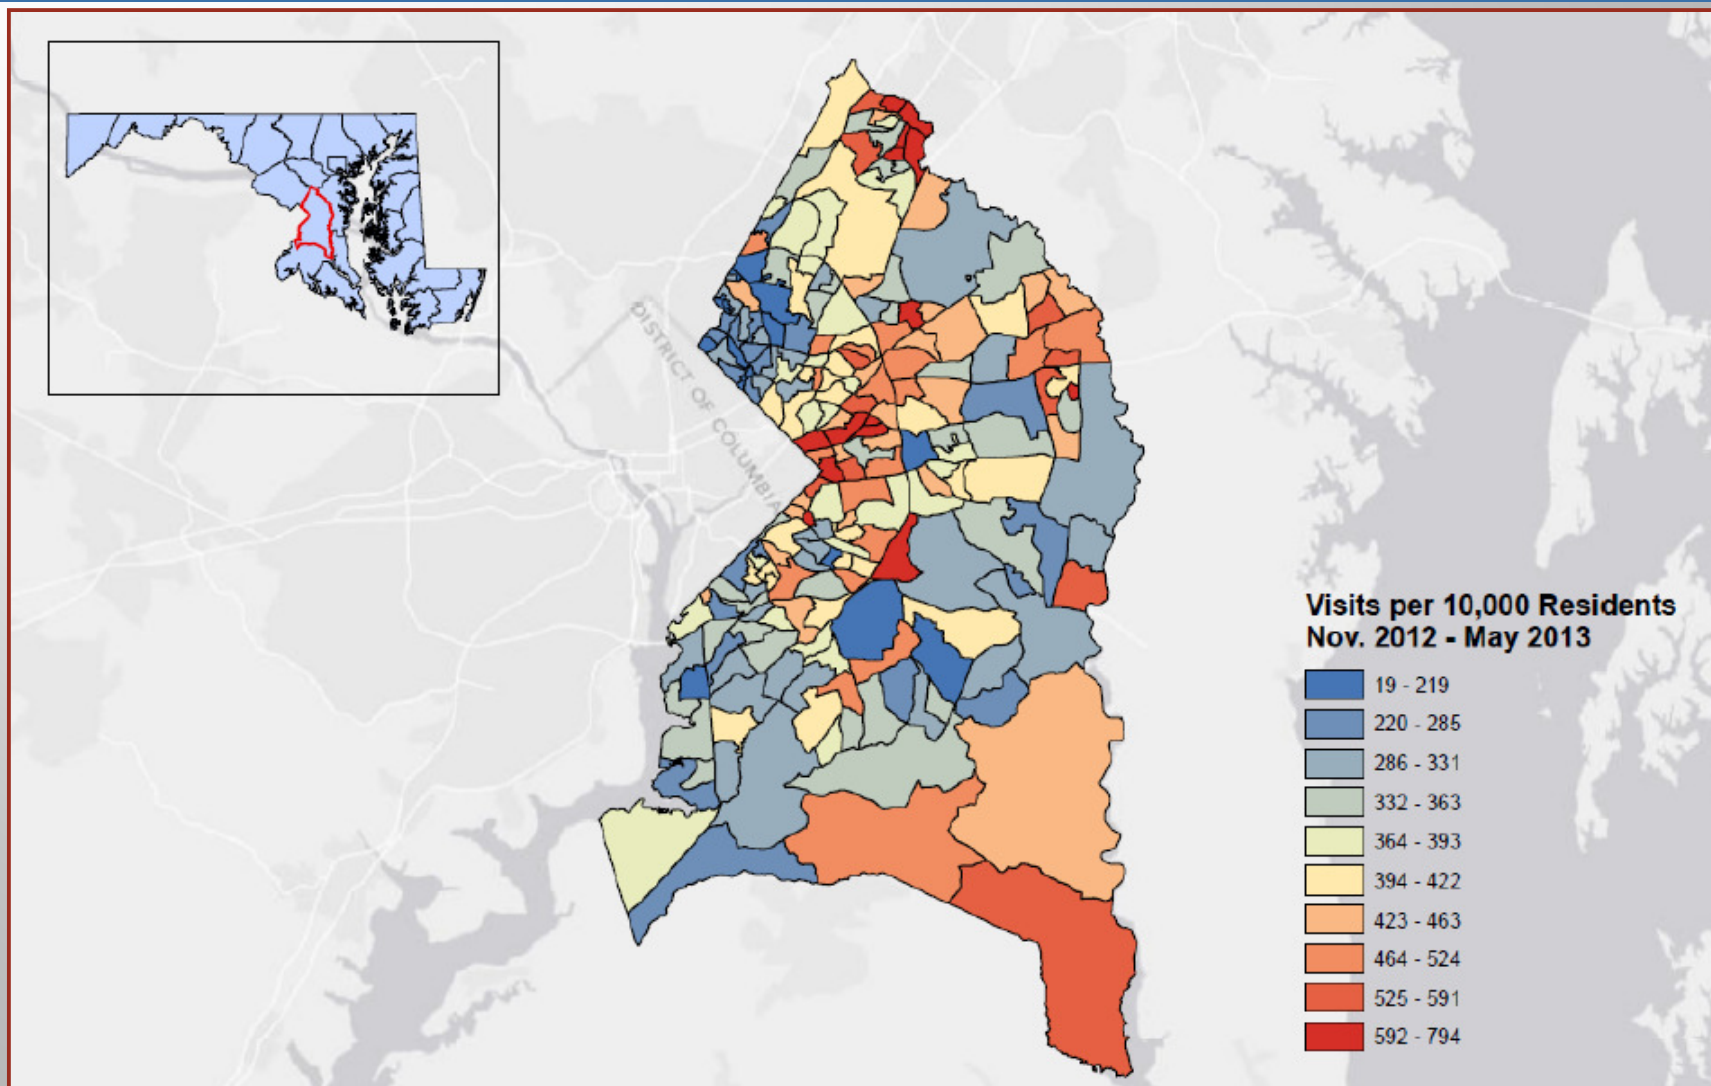 DISTRICT OF COLUMBIA
Visits per 10,000 Residents
Nov. 2012 - May 2013
19 - 219
220 - 285
286 - 331
332 - 363
364 - 393
394 - 422
423 - 463
464 - 524
525 - 591
592 - 794